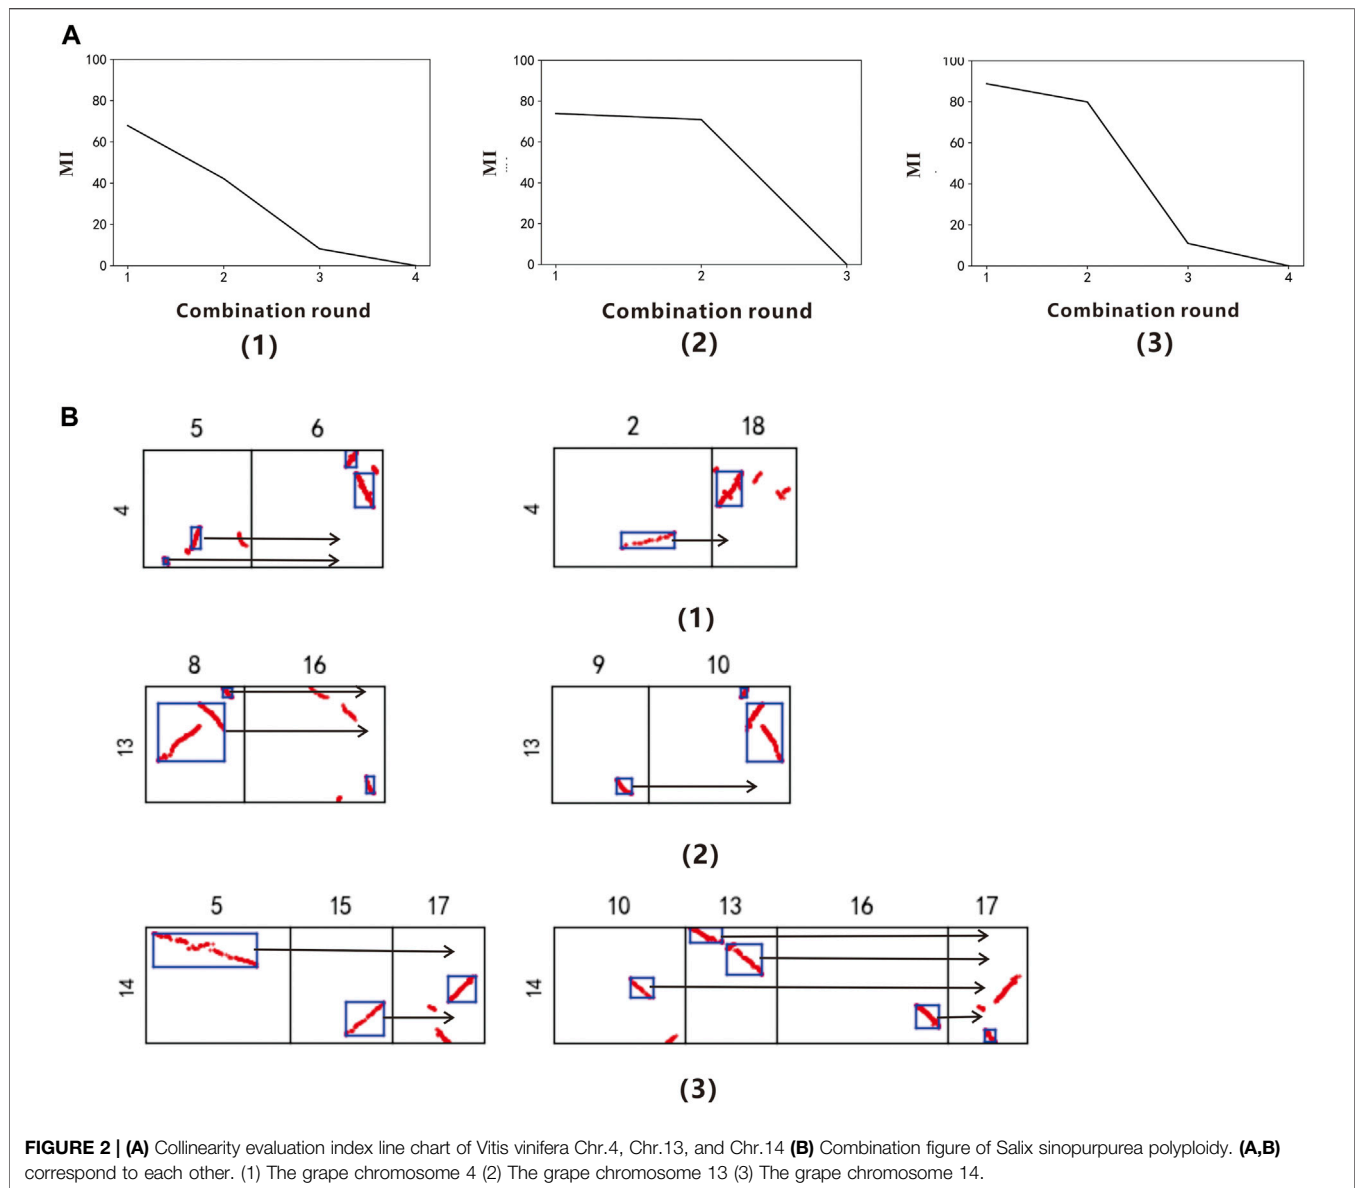 A
100
80
60
40
20
0
MI
1 2 3 4
Combination round
(1)
100
80
60
40
20
0
MI
1 2 3
Combination round
(2)
100
80
60
40
20
0
MI
1 2 3 4
Combination round
(3)
B
5 6
4
2 18
4
(1)
8 16
13
9 10
13
(2)
5 15 17
14
10 13 16 17
14
(3)
FIGURE 2 | (A) Collinearity evaluation index line chart of Vitis vinifera Chr.4, Chr.13, and Chr.14 (B) Combination figure of Salix sinopurpurea polyploidy. (A,B)
correspond to each other. (1) The grape chromosome 4 (2) The grape chromosome 13 (3) The grape chromosome 14.